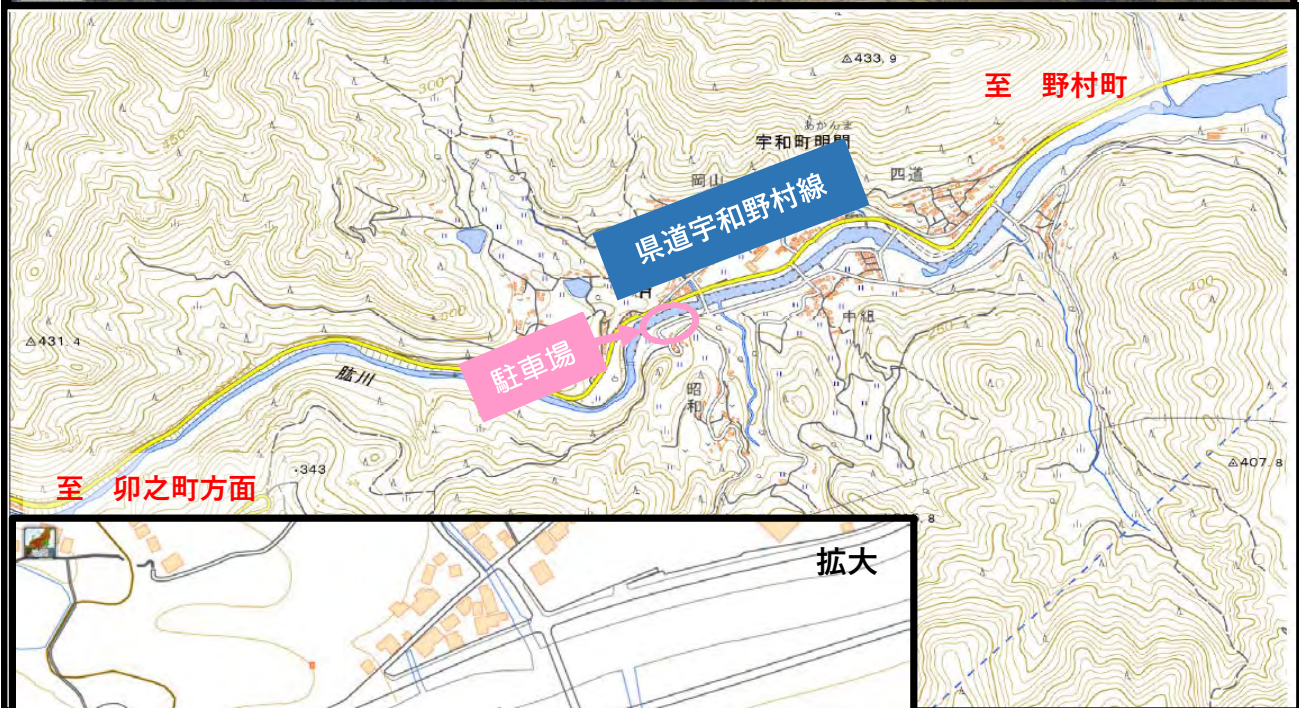 433.9
至　野村町
300
あかんま
宇和町明間
岡山
四道
県道宇和野村線
400
中組
431.4
駐車場
肱川
昭和
・343
407.8
至　卯之町方面
.8
拡大